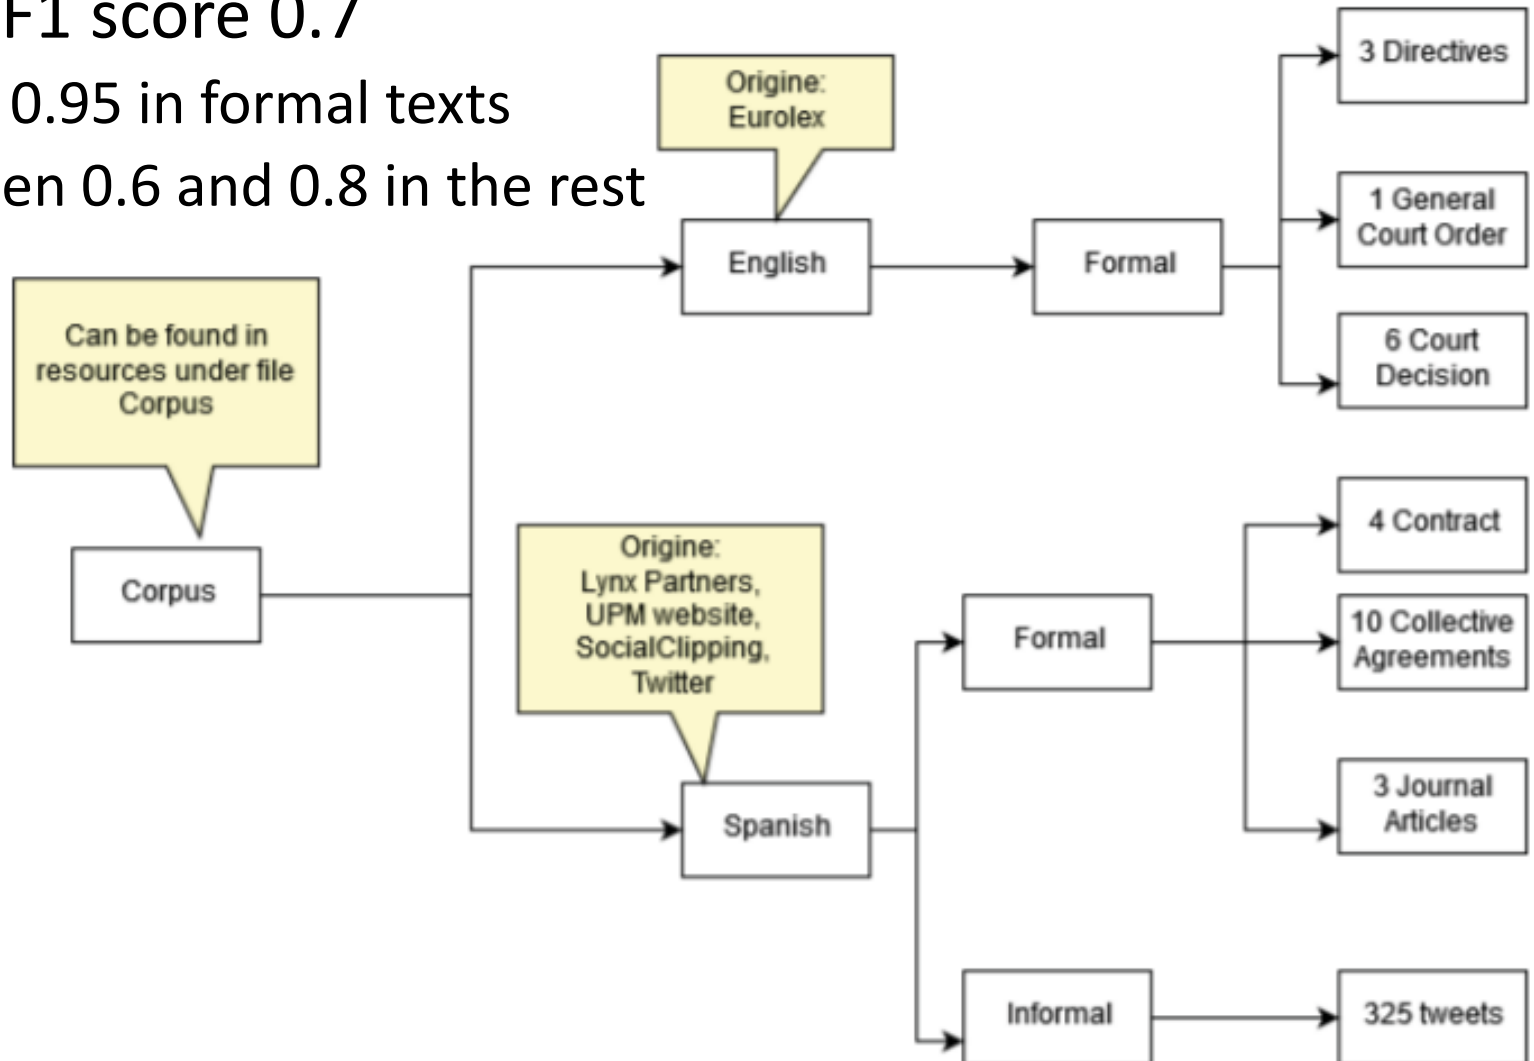 F1 score 0.7
0.95 in formal texts
en 0.6 and 0.8 in the rest
Origine:
Eurolex
3 Directives
1 General
Court Order
English
Formal
6 Court
Decision
Can be found in
resources under file
Corpus
Corpus
Origine:
Lynx Partners,
UPM website,
SocialClipping,
Twitter
Spanish
Formal
4 Contract
10 Collective
Agreements
3 Journal
Articles
Informal
325 tweets